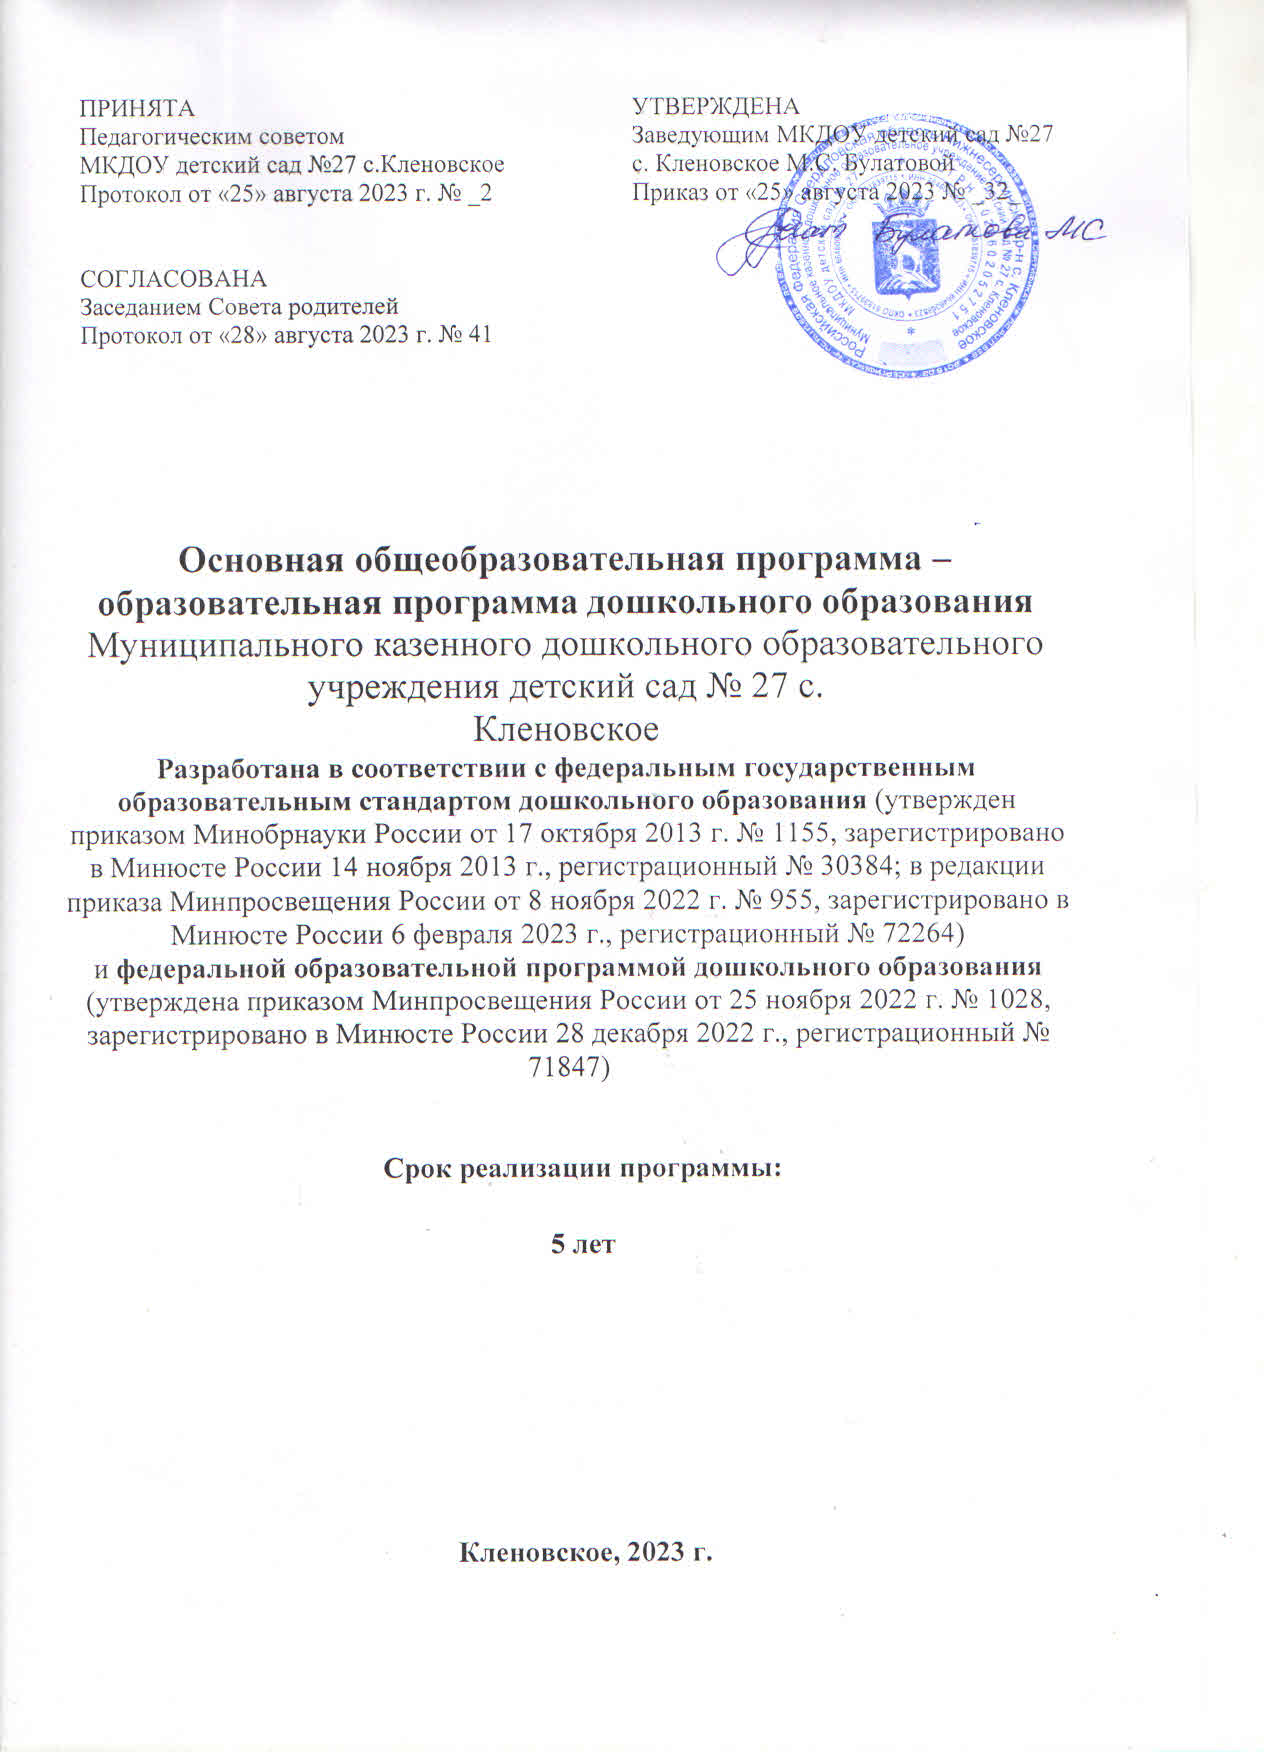 ПРИНЯТА
Педагогическим советом
МКДОУ детский сад №27 с.Кленовское
Протокол от «25» августа 2023 г. № _2
УТВЕРЖДЕНА
Заведующим МКДОУ детский сад №27
с. Кленовское М.С. Булатовой
Приказ от «25» августа 2023 № _32_
Булатова МС
СОГЛАСОВАНА
Заседанием Совета родителей
Протокол от «28» августа 2023 г. № 41
Основная общеобразовательная программа –
образовательная программа дошкольного образования
Муниципального казенного дошкольного образовательного
учреждения детский сад № 27 с.
Кленовское
Разработана в соответствии с федеральным государственным
образовательным стандартом дошкольного образования (утвержден
приказом Минобрнауки России от 17 октября 2013 г. № 1155, зарегистрировано
в Минюсте России 14 ноября 2013 г., регистрационный № 30384; в редакции
приказа Минпросвещения России от 8 ноября 2022 г. № 955, зарегистрировано в
Минюсте России 6 февраля 2023 г., регистрационный № 72264)
и федеральной образовательной программой дошкольного образования
(утверждена приказом Минпросвещения России от 25 ноября 2022 г. № 1028,
зарегистрировано в Минюсте России 28 декабря 2022 г., регистрационный №
71847)
Срок реализации программы:
5 лет
Кленовское, 2023 г.